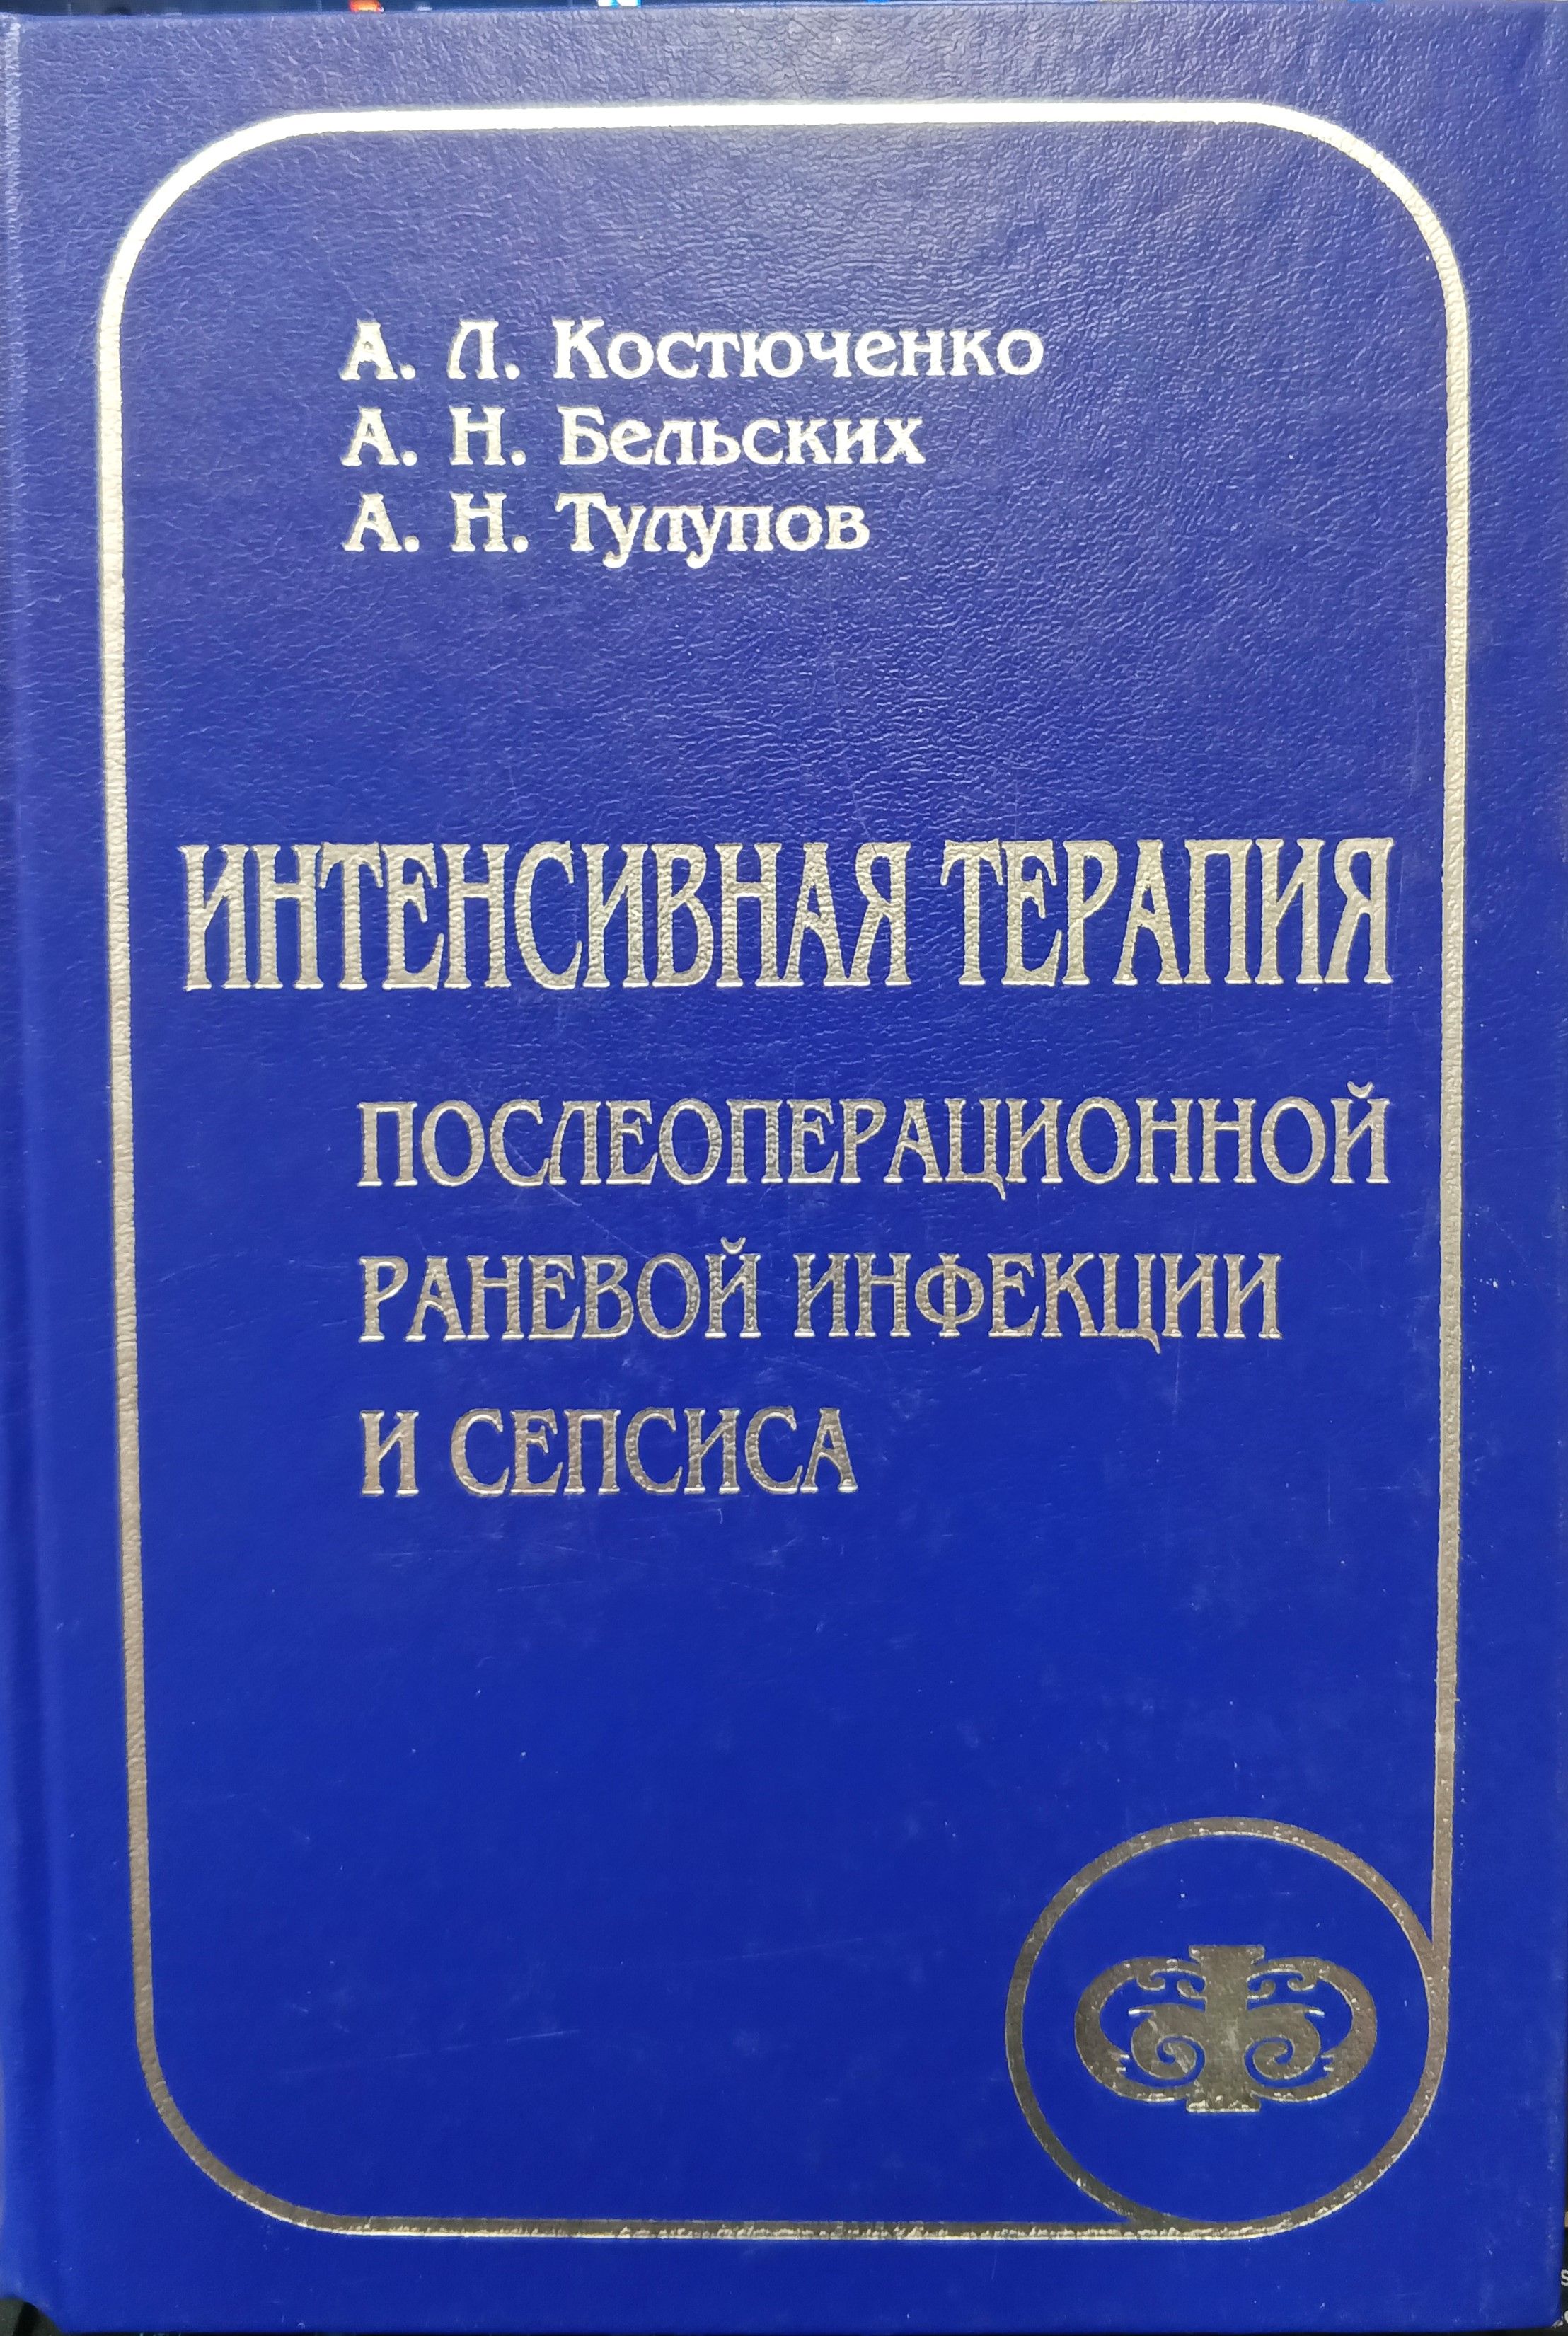 А. Л. Костюченко
А. Н. Бельских
А. Н. Тулупов
ИНТЕНСИВНАЯ ТЕРАПИЯ
ПОСЛЕОПЕРАЦИОННОЙ
РАНЕВОЙ ИНФЕКЦИИ
И СЕПСИСА